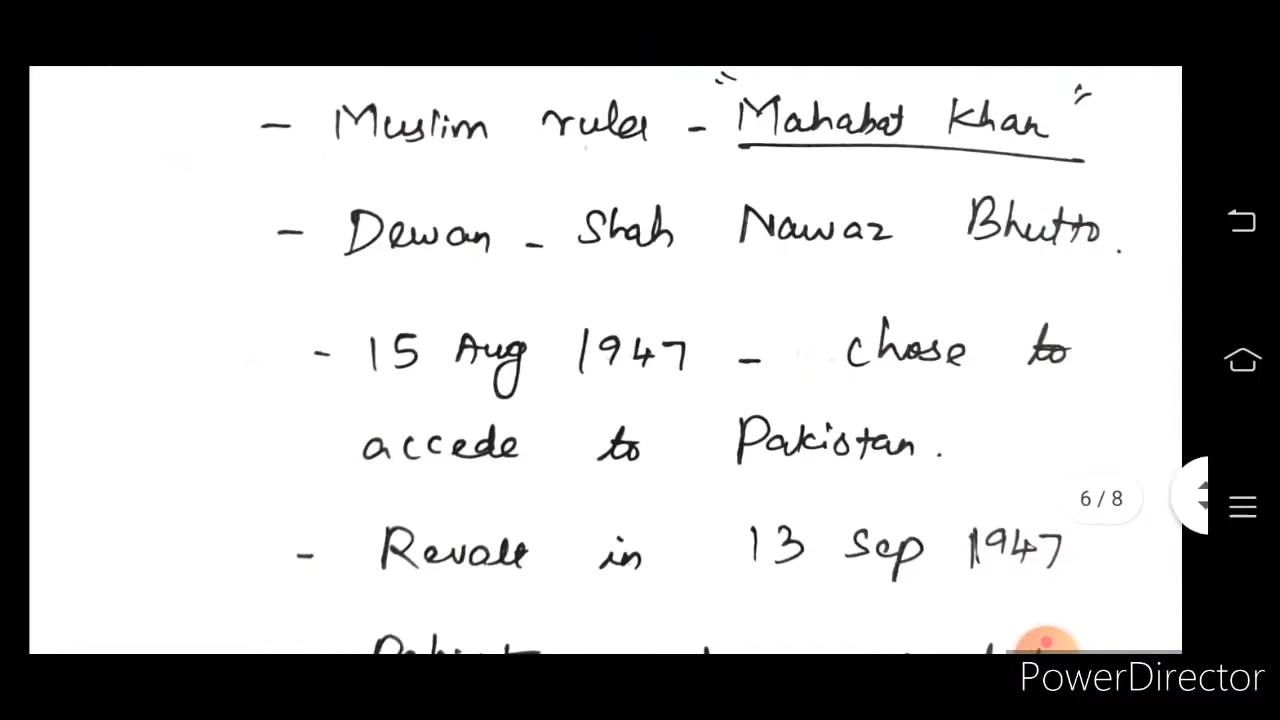 - Muslim ruler - "Mahabat Khan"
- Dewan - Shah Nawaz Bhutto.
- 15 Aug 1947 - chose to
accede to Pakistan.
6 / 8
- Revolt in 13 Sep 1947
PowerDirector